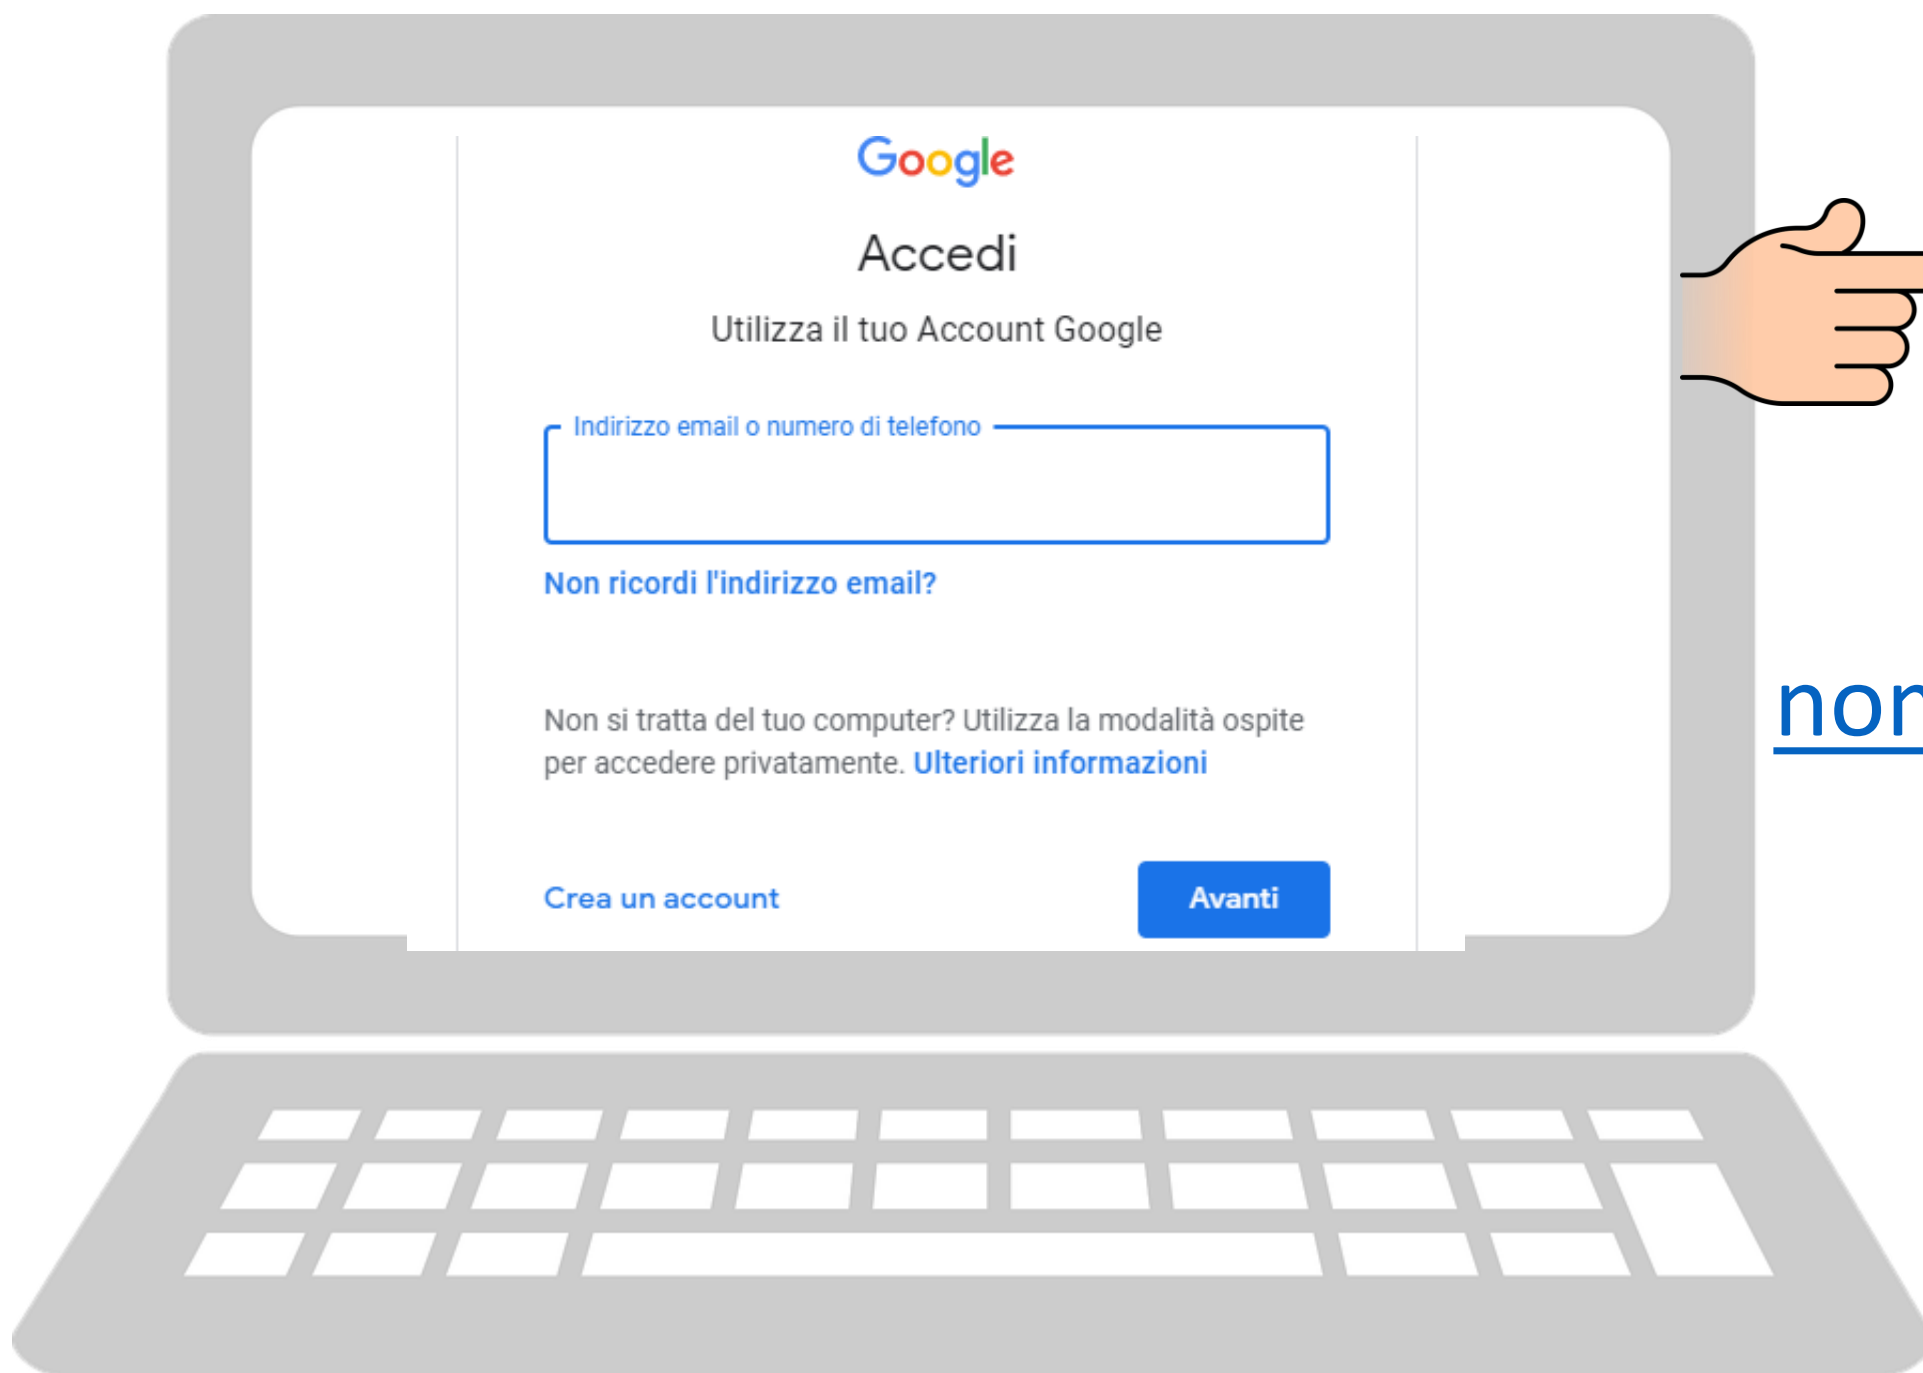 Google
Accedi
Utilizza il tuo Account Google
Indirizzo email o numero di telefono
Non ricordi l'indirizzo email?
Non si tratta del tuo computer? Utilizza la modalità ospite
per accedere privatamente. Ulteriori informazioni
Crea un account
Avanti